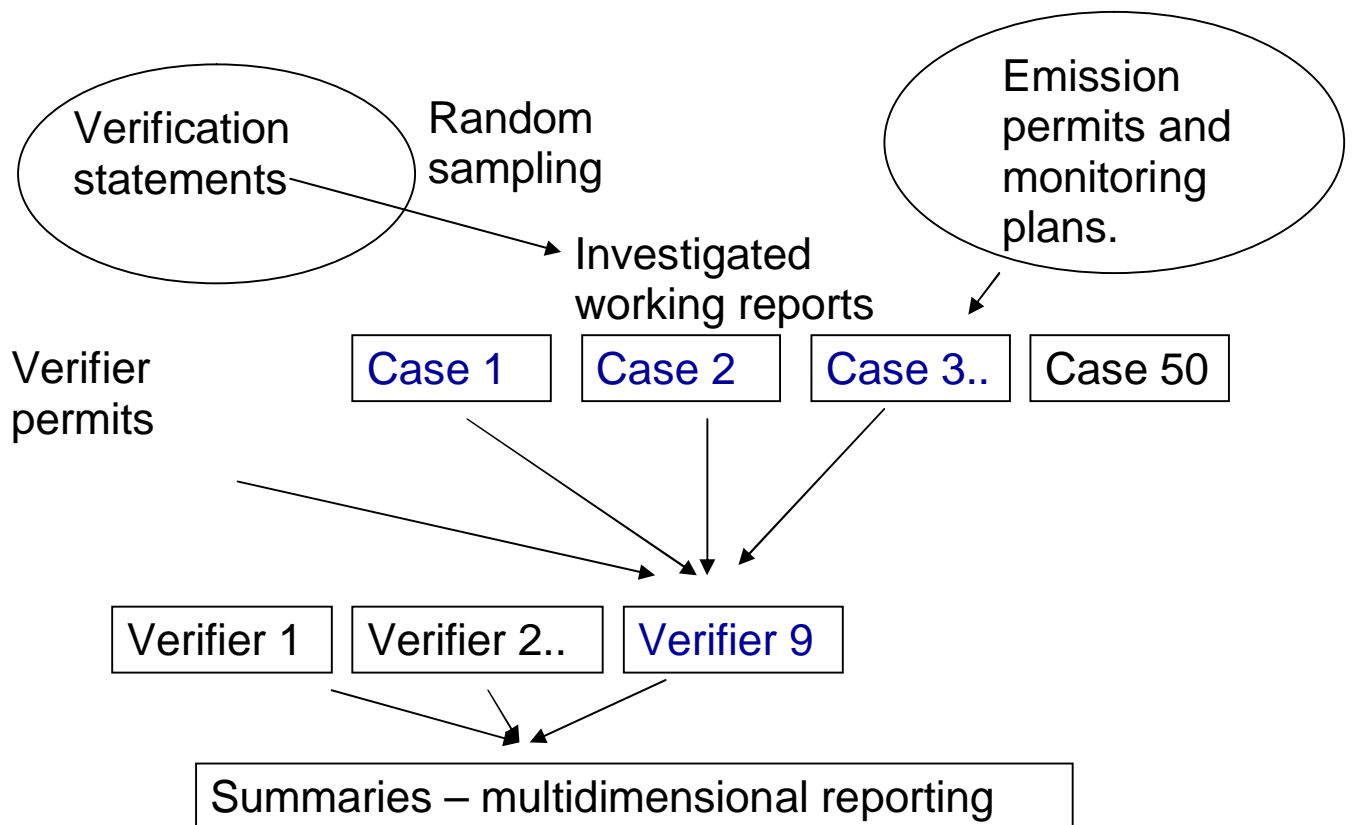 Verification
statements
Random
sampling
Emission
permits and
monitoring
plans.
Investigated
working reports
Verifier
permits
Case 1
Case 2
Case 3..
Case 50
Verifier 1
Verifier 2..
Verifier 9
Summaries – multidimensional reporting